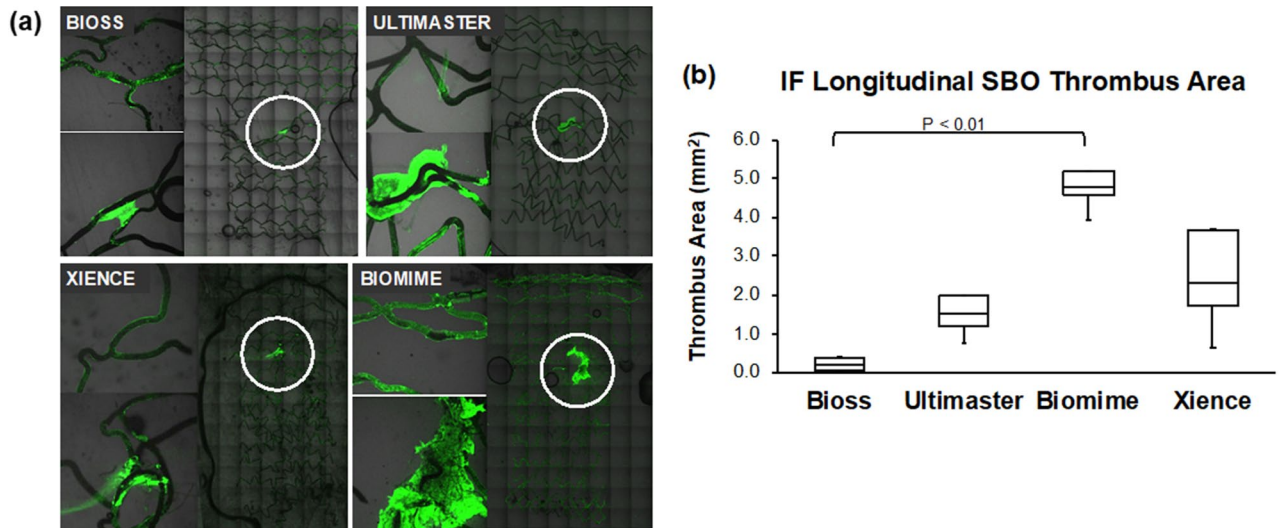 (a)
BIOSS
ULTIMASTER
XIENCE
BIOMIME
(b)
IF Longitudinal SBO Thrombus Area
P < 0.01
Thrombus Area (mm²)
6.0
5.0
4.0
3.0
2.0
1.0
0.0
Bioss Ultimaster Biomime Xience